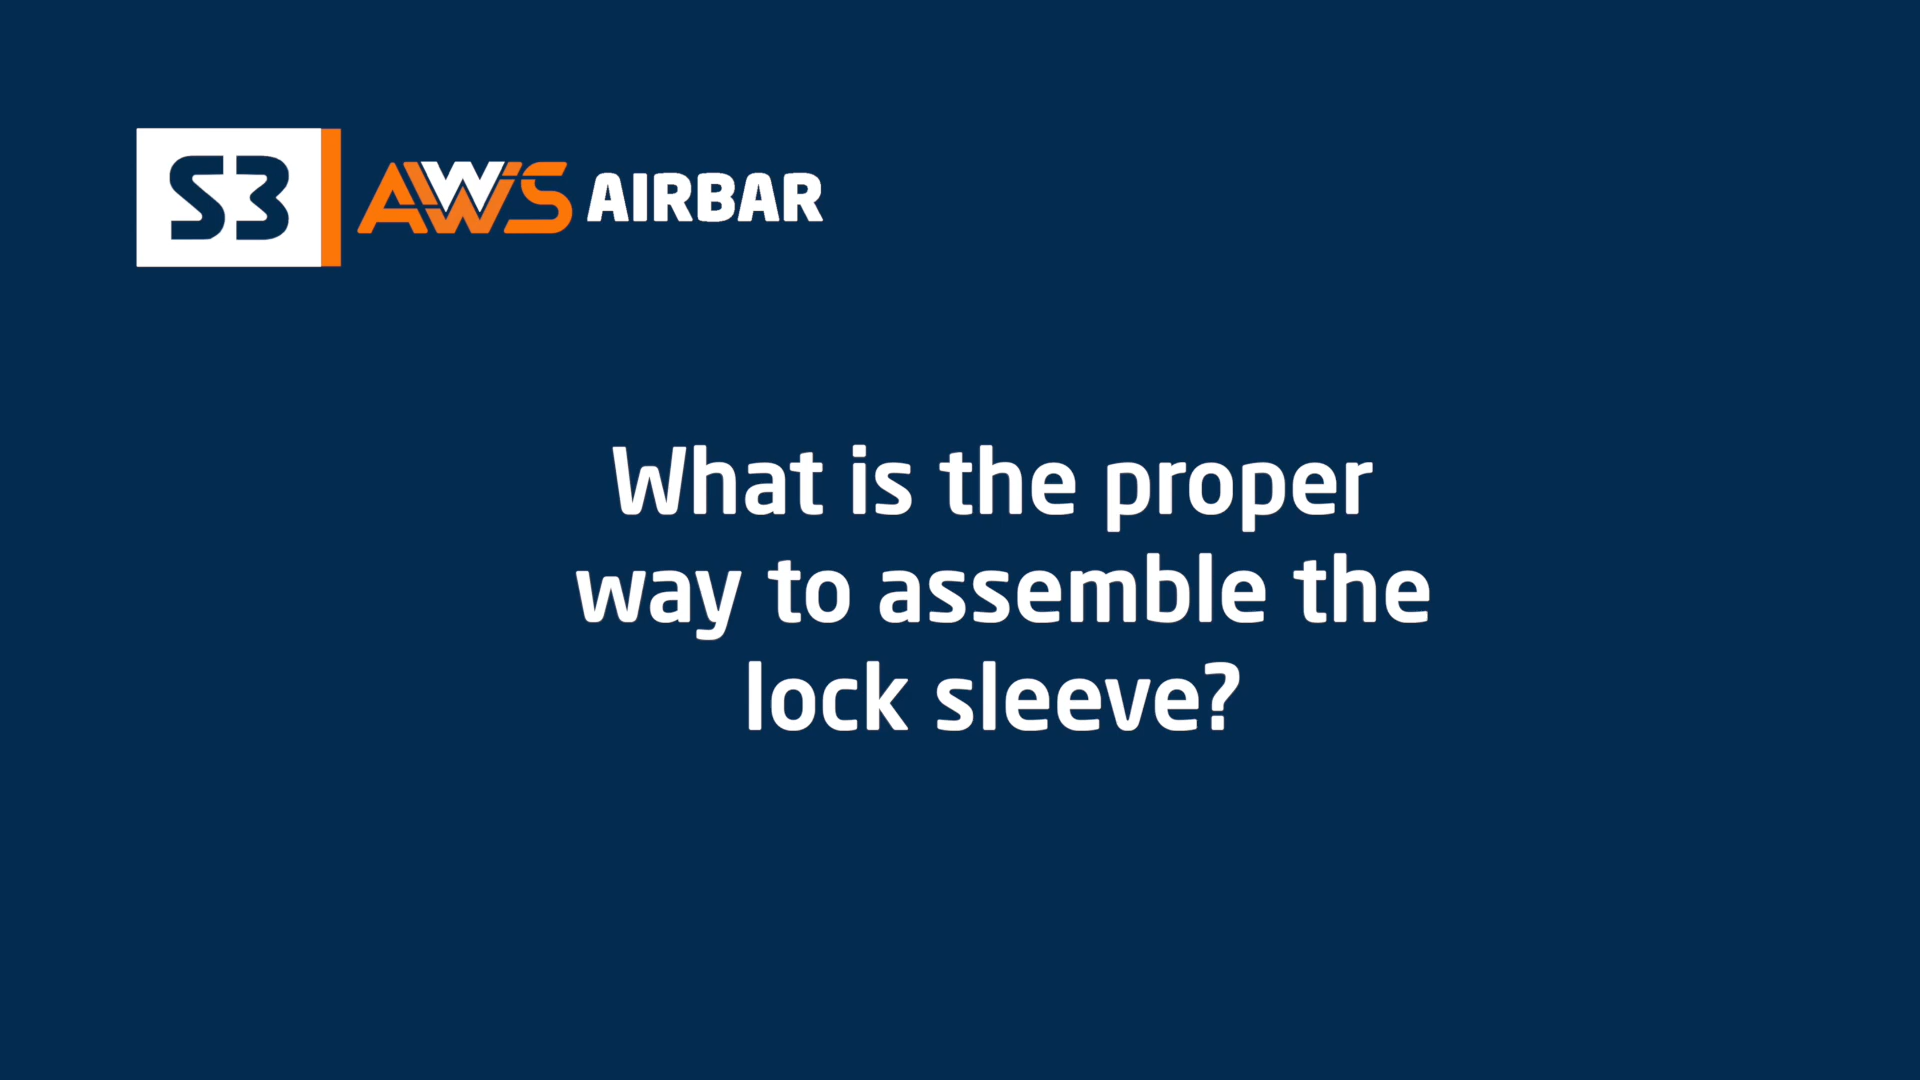 S3 AWS AIRBAR
What is the proper
way to assemble the
lock sleeve?